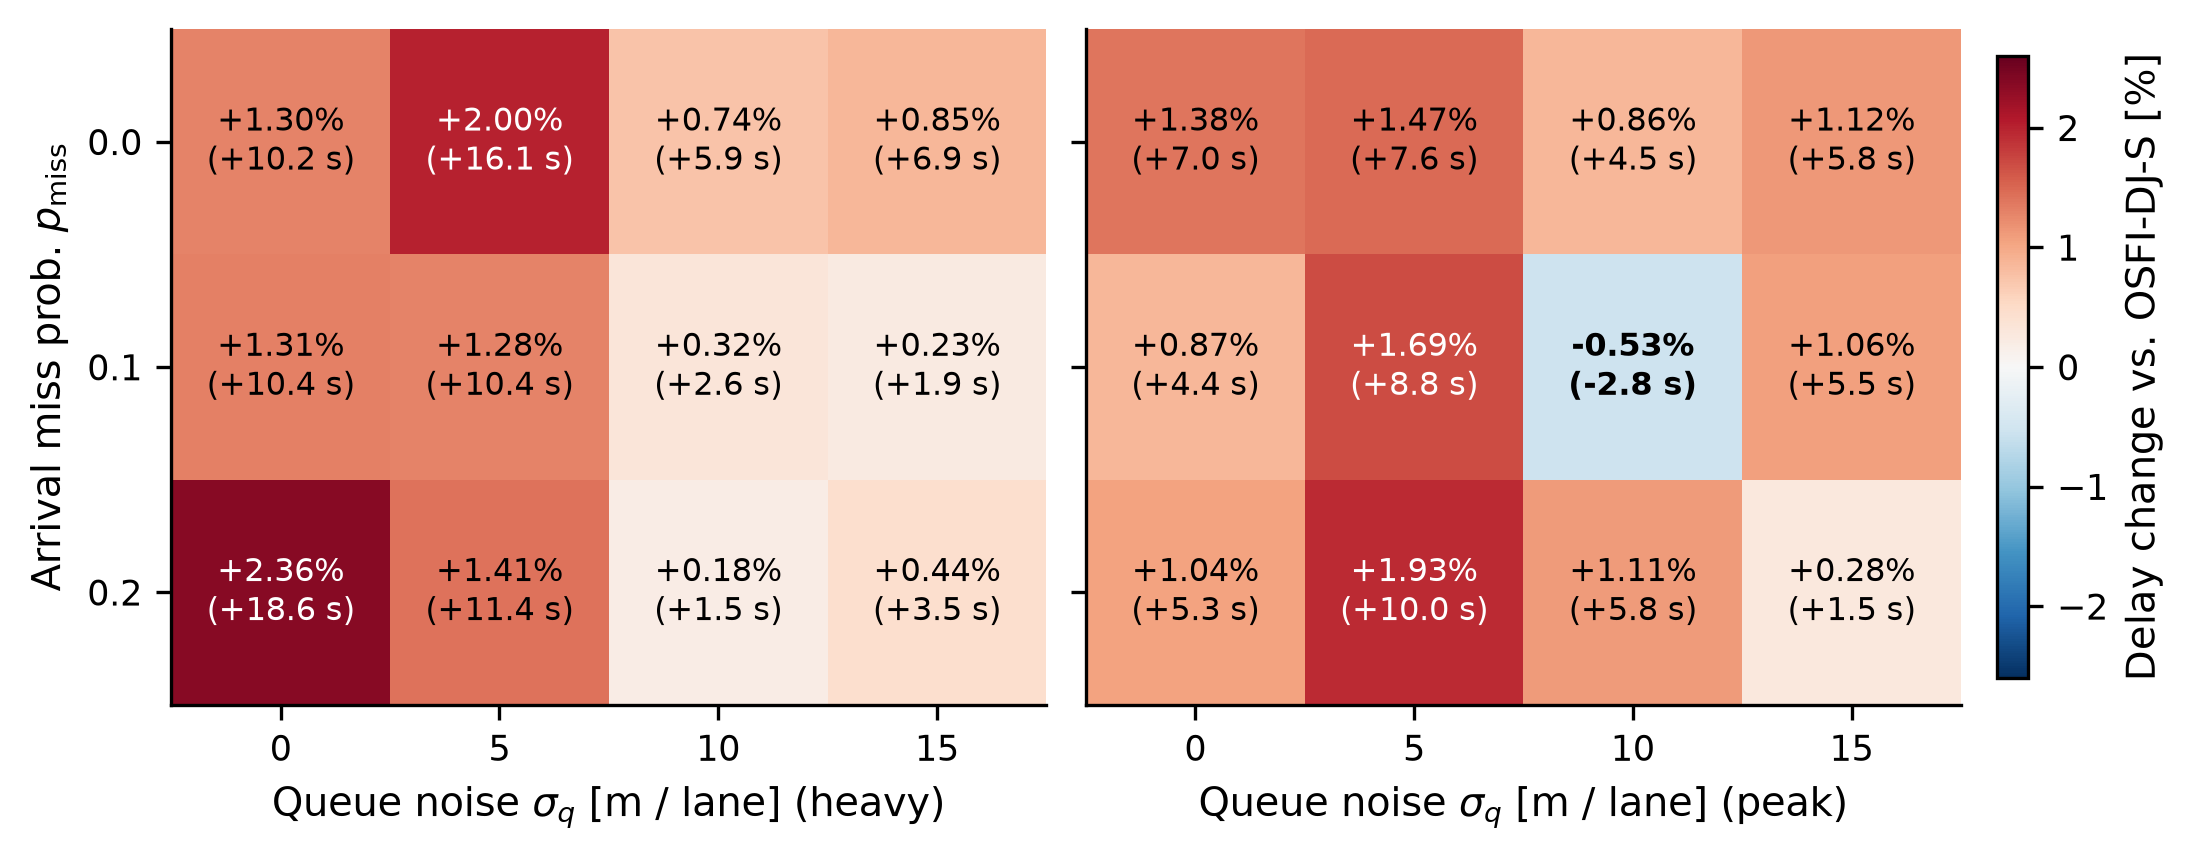 +1.30%
(+10.2 s)
+2.00%
(+16.1 s)
+0.74%
(+5.9 s)
+0.85%
(+6.9 s)
+1.31%
(+10.4 s)
+1.28%
(+10.4 s)
+0.32%
(+2.6 s)
+0.23%
(+1.9 s)
+2.36%
(+18.6 s)
+1.41%
(+11.4 s)
+0.18%
(+1.5 s)
+0.44%
(+3.5 s)
0.0
0.1
0.2
Arrival miss prob. p_miss
0
5
10
15
Queue noise σ_q [m / lane] (heavy)
+1.38%
(+7.0 s)
+1.47%
(+7.6 s)
+0.86%
(+4.5 s)
+1.12%
(+5.8 s)
+0.87%
(+4.4 s)
+1.69%
(+8.8 s)
-0.53%
(-2.8 s)
+1.06%
(+5.5 s)
+1.04%
(+5.3 s)
+1.93%
(+10.0 s)
+1.11%
(+5.8 s)
+0.28%
(+1.5 s)
0
5
10
15
Queue noise σ_q [m / lane] (peak)
2
1
0
−1
−2
Delay change vs. OSFI-DJ-S [%]